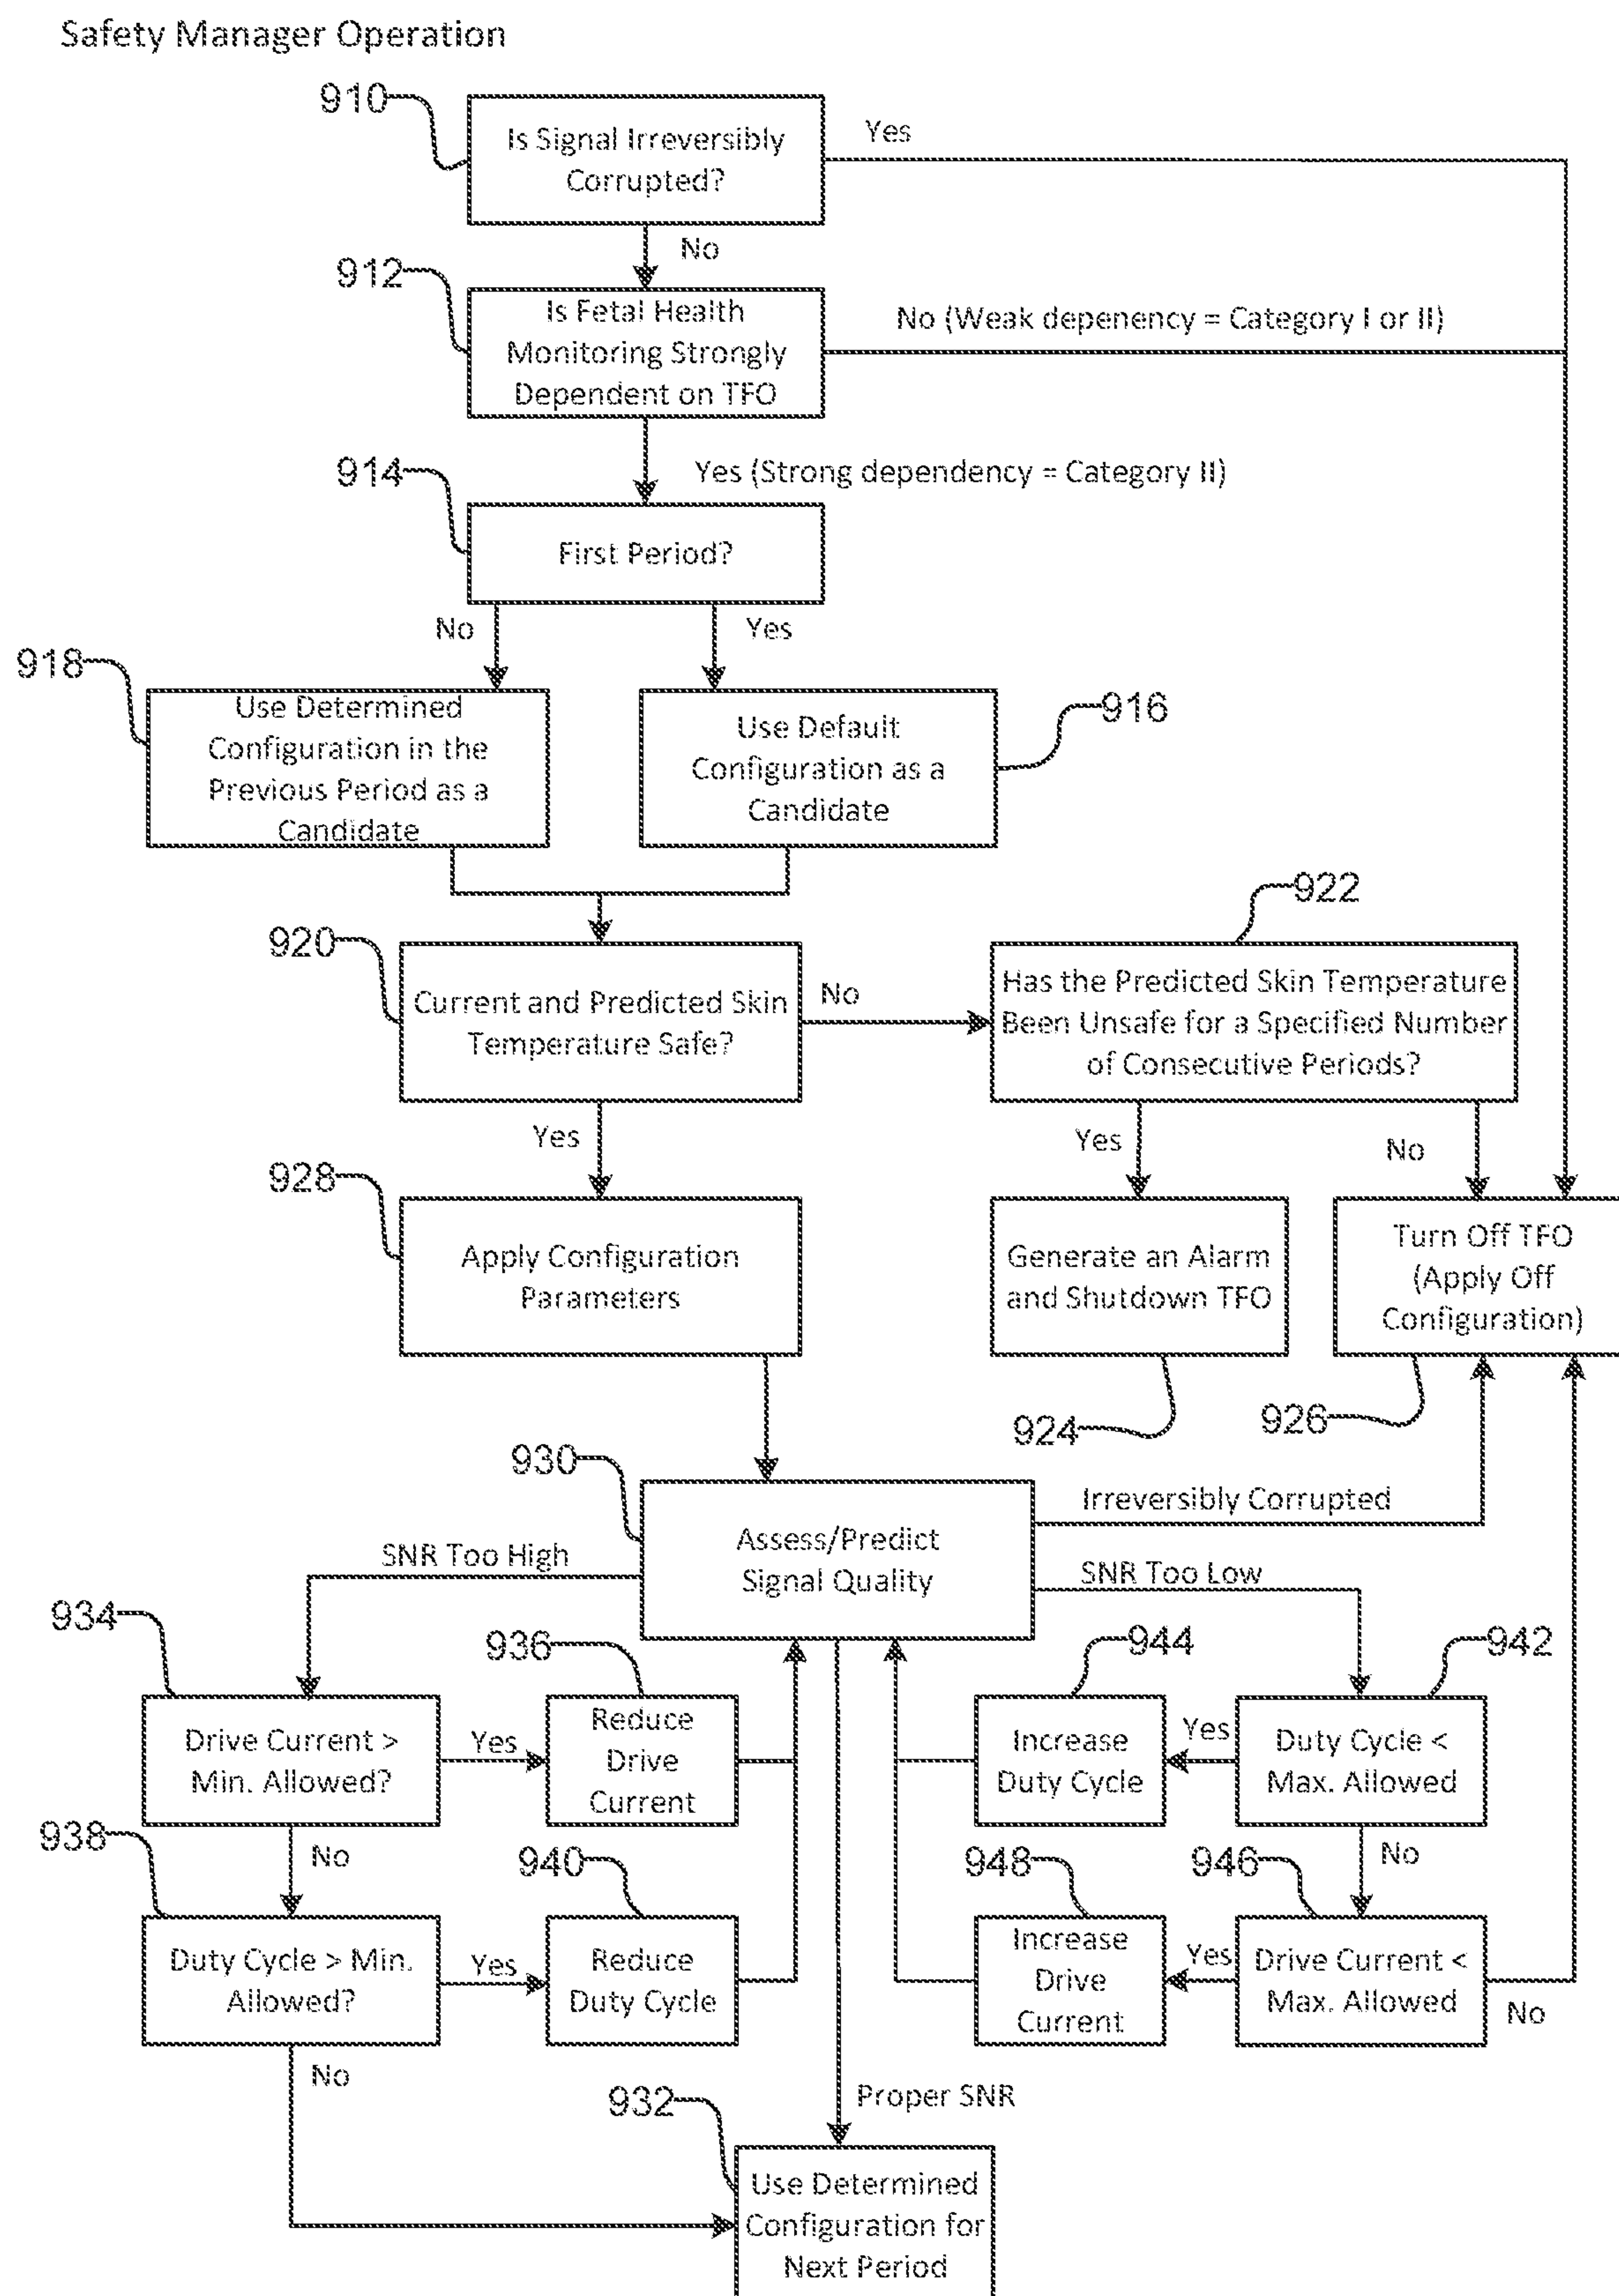 Safety Manager Operation
910
Is Signal Irreversibly
Corrupted?
Yes
No
912
Is Fetal Health
Monitoring Strongly
Dependent on TFO
No (Weak depenency = Category I or II)
914
Yes (Strong dependency = Category II)
First Period?
No
Yes
918
Use Determined
Configuration in the
Previous Period as a
Candidate
916
Use Default
Configuration as a
Candidate
922
920
Current and Predicted Skin
Temperature Safe?
No
Has the Predicted Skin Temperature
Been Unsafe for a Specified Number
of Consecutive Periods?
Yes
Yes
No
928
Apply Configuration
Parameters
Generate an Alarm
and Shutdown TFO
Turn Off TFO
(Apply Off
Configuration)
924
926
930
Assess/Predict
Signal Quality
Irreversibly Corrupted
SNR Too High
SNR Too Low
934
936
944
942
Drive Current >
Min. Allowed?
Yes
Reduce
Drive
Current
Increase
Duty Cycle
Yes
Duty Cycle <
Max. Allowed
938
No
940
948
946
No
Duty Cycle > Min.
Allowed?
Yes
Reduce
Duty Cycle
Increase
Drive
Current
Yes
Drive Current <
Max. Allowed
No
No
932
Proper SNR
Use Determined
Configuration for
Next Period